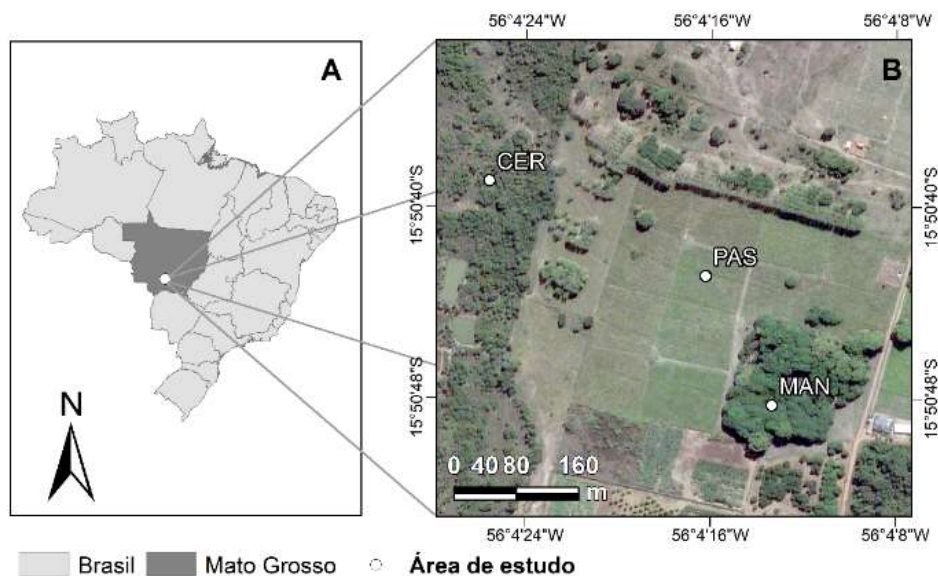 56°4'24"W 56°4'16"W 56°4'8"W
A
B
CER
15°50'40"S
15°50'40"S
PAS
15°50'48"S
MAN
15°50'48"S
N
0 40 80 160
m
56°4'24"W 56°4'16"W 56°4'8"W
Brasil Mato Grosso Área de estudo